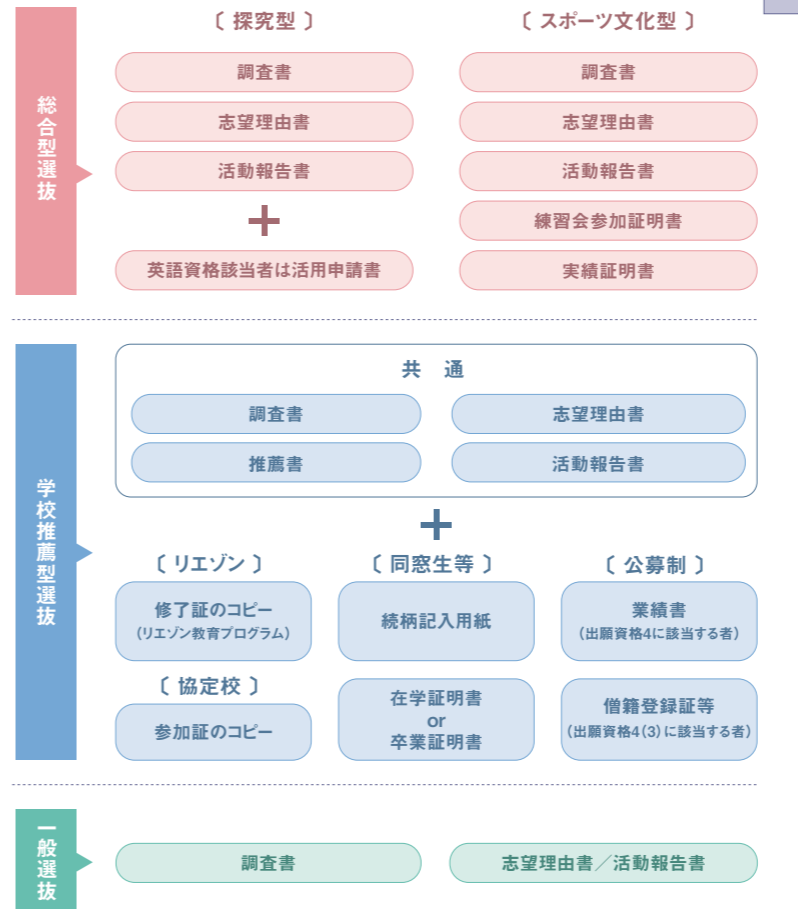 総合型選抜
〔 探究型 〕
調査書
志望理由書
活動報告書
+
英語資格該当者は活用申請書
〔 スポーツ文化型 〕
調査書
志望理由書
活動報告書
練習会参加証明書
実績証明書
学校推薦型選抜
共 通
調査書
志望理由書
推薦書
活動報告書
+
〔 リエゾン 〕
修了証のコピー
（リエゾン教育プログラム）
〔 協定校 〕
参加証のコピー
〔 同窓生等 〕
続柄記入用紙
在学証明書
or
卒業証明書
〔 公募制 〕
業績書
（出願資格4に該当する者）
僧籍登録証等
（出願資格4（3）に該当する者）
一般選抜
調査書
志望理由書／活動報告書